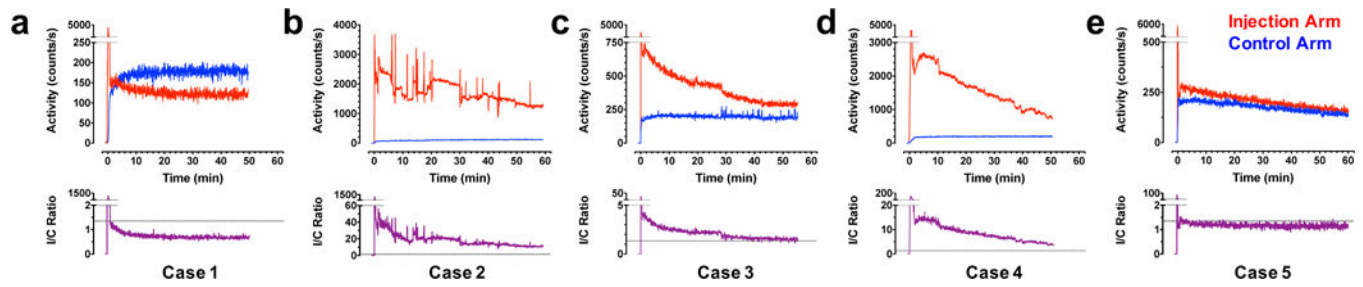 a
Activity (counts/s)
5000
250
200
150
100
50
0
0 10 20 30 40 50 60
Time (min)
I/C Ratio
1500
2
1
0
Case 1
b
Activity (counts/s)
4000
3000
2000
1000
0
0 10 20 30 40 50 60
Time (min)
I/C Ratio
1500
60
40
20
0
Case 2
c
Activity (counts/s)
5000
750
500
250
0
0 10 20 30 40 50 60
Time (min)
I/C Ratio
50
5
0
Case 3
d
Activity (counts/s)
5000
3000
2000
1000
0
0 10 20 30 40 50 60
Time (min)
I/C Ratio
200
20
10
0
Case 4
e
Injection Arm
Control Arm
Activity (counts/s)
6000
500
250
0
0 10 20 30 40 50 60
Time (min)
I/C Ratio
100
2
1
0
Case 5